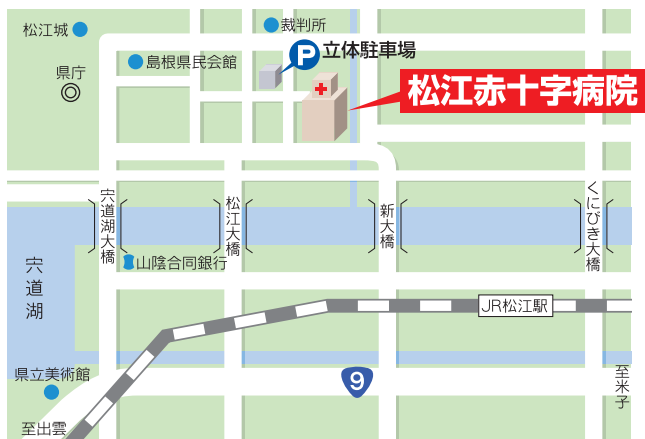 松江城
裁判所
P
立体駐車場
島根県民会館
県庁
松江赤十字病院
宍道湖大橋
松江大橋
新大橋
くにびき大橋
宍道湖
山陰合同銀行
JR松江駅
県立美術館
9
至米子
至出雲